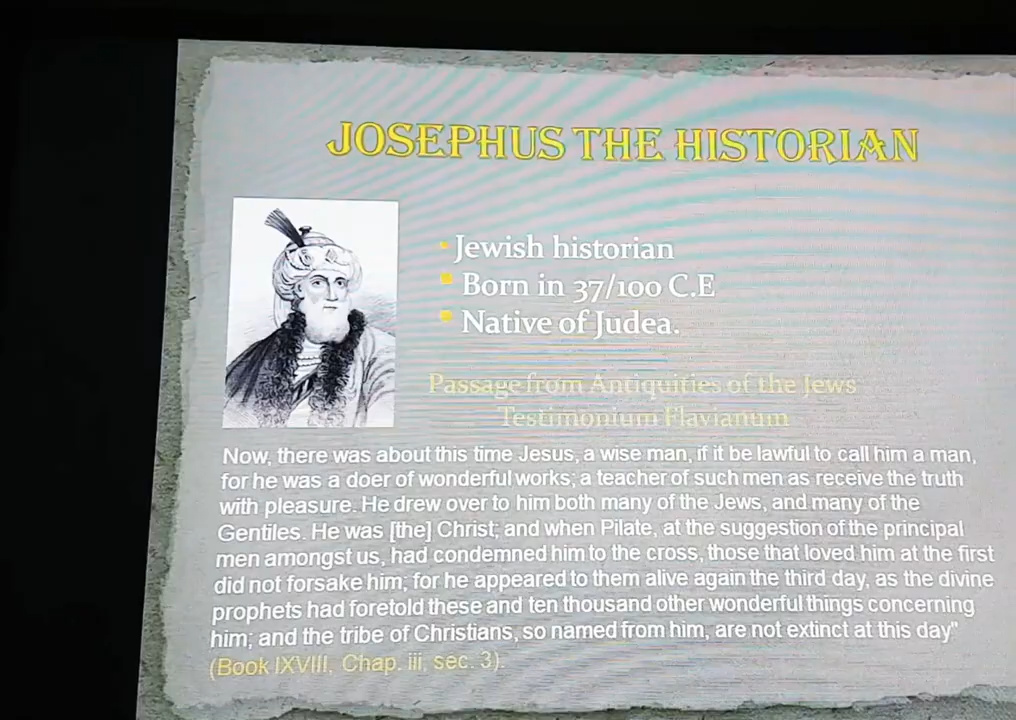 JOSEPHUS THE HISTORIAN
• Jewish historian
• Born in 37/100 C.E
• Native of Judea.
Passage from Antiquities of the Jews
Testimonium Flavianum
Now, there was about this time Jesus, a wise man, if it be lawful to call him a man,
for he was a doer of wonderful works; a teacher of such men as receive the truth
with pleasure. He drew over to him both many of the Jews, and many of the
Gentiles. He was [the] Christ; and when Pilate, at the suggestion of the principal
men amongst us, had condemned him to the cross, those that loved him at the first
did not forsake him; for he appeared to them alive again the third day, as the divine
prophets had foretold these and ten thousand other wonderful things concerning
him; and the tribe of Christians, so named from him, are not extinct at this day"
(Book IXVIII, Chap. iii, sec. 3).